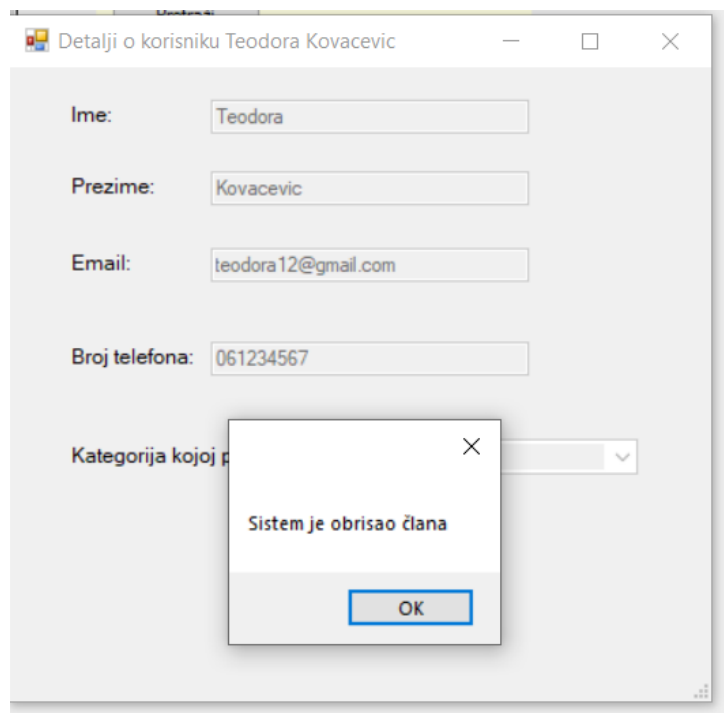 Detalji o korisniku Teodora Kovacevic
Ime:
Teodora
Prezime:
Kovacevic
Email:
teodora12@gmail.com
Broj telefona:
061234567
Kategorija kojoj
Sistem je obrisao člana
OK